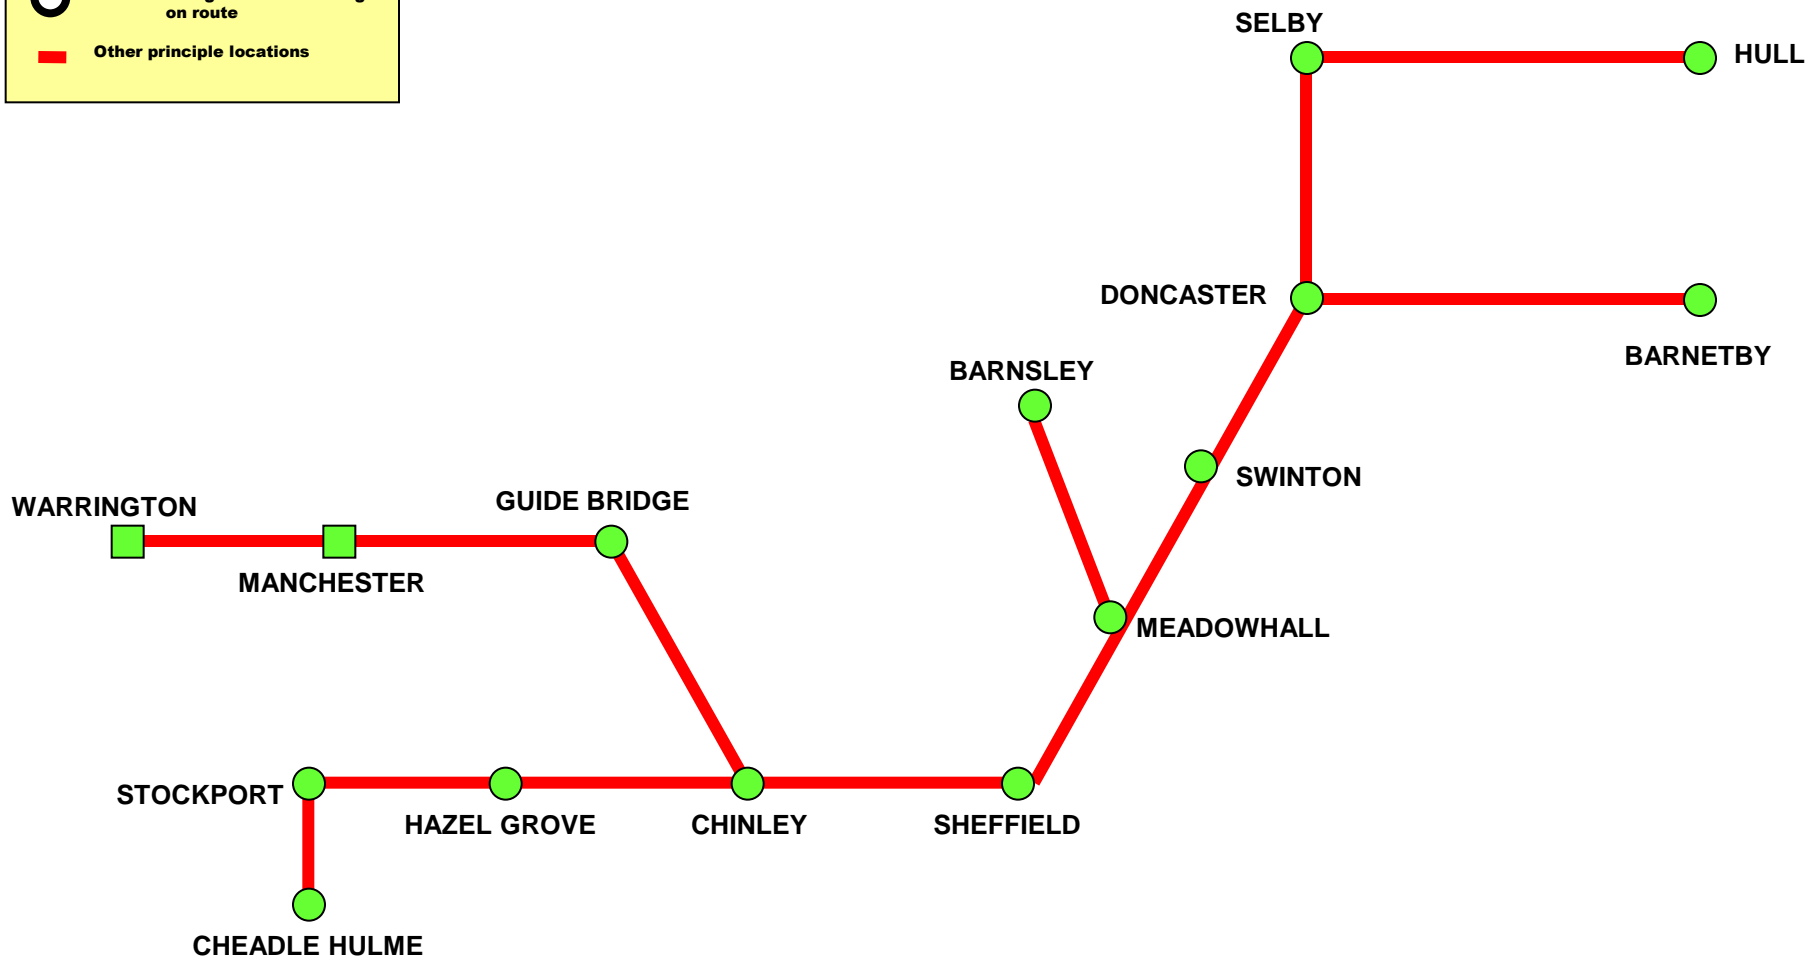 on route
Other principle locations
SELBY
HULL
DONCASTER
BARNETBY
BARNSLEY
SWINTON
WARRINGTON
GUIDE BRIDGE
MANCHESTER
MEADOWHALL
STOCKPORT
HAZEL GROVE
CHINLEY
SHEFFIELD
CHEADLE HULME